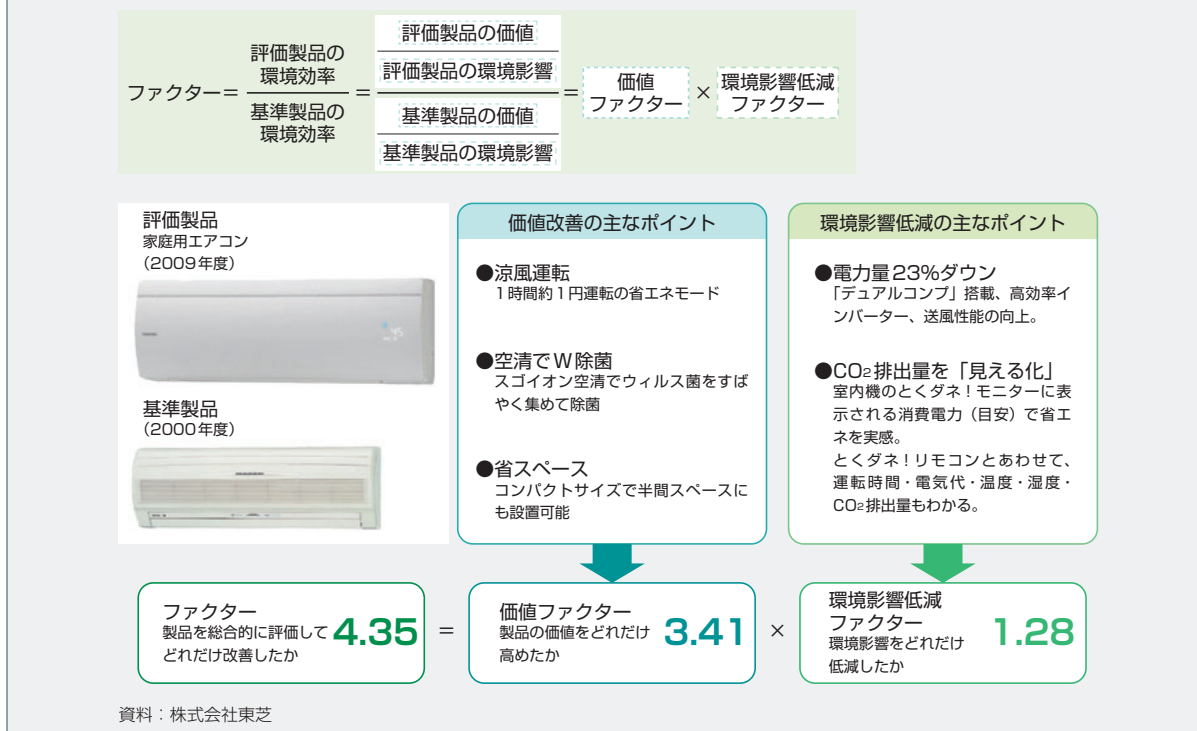 ファクター＝
評価製品の
環境効率
基準製品の
環境効率
＝
評価製品の価値
評価製品の環境影響
基準製品の価値
基準製品の環境影響
＝
価値
ファクター
×
環境影響低減
ファクター
評価製品
家庭用エアコン
（2009年度）
基準製品
（2000年度）
価値改善の主なポイント
●涼風運転
1時間約1円運転の省エネモード
●空清でW除菌
スゴイオン空清でウィルス菌をすば
やく集めて除菌
●省スペース
コンパクトサイズで半間スペースに
も設置可能
環境影響低減の主なポイント
●電力量23%ダウン
「デュアルコンプ」搭載、高効率イ
ンバーター、送風性能の向上。
●CO₂排出量を「見える化」
室内機のとくダネ！モニターに表
示される消費電力（目安）で省エ
ネを実感。
とくダネ！リモコンとあわせて、
運転時間・電気代・温度・湿度・
CO₂排出量もわかる。
ファクター
製品を総合的に評価して
どれだけ改善したか
4.35
＝
価値ファクター
製品の価値をどれだけ
高めたか
3.41
×
環境影響低減
ファクター
環境影響をどれだけ
低減したか
1.28
資料：株式会社東芝